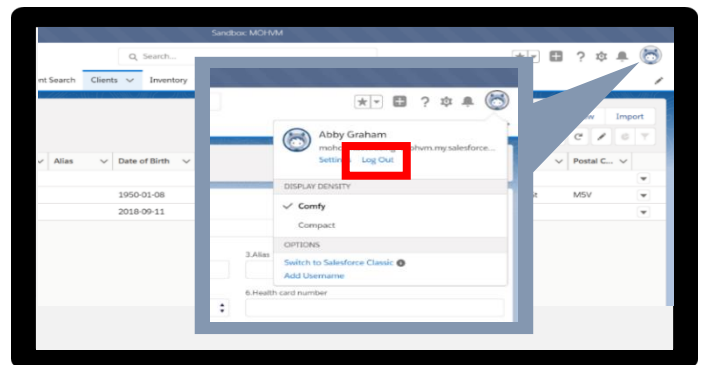 Sandbox: MOHVM
Search...
nt Search Clients Inventory
Import
Alias Date of Birth Postal C...
1950-01-08 M5V
2018-09-11
Abby Graham
Log Out
DISPLAY DENSITY
Comfy
Compact
OPTIONS
Switch to Salesforce Classic
Add Username
3.Alias
6.Health card number